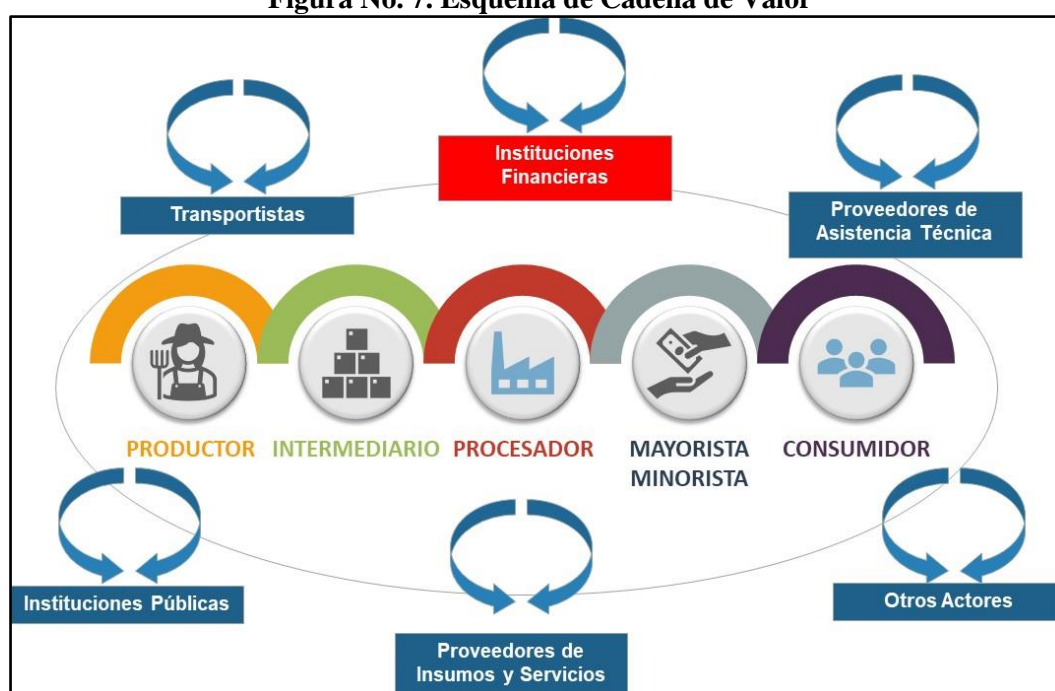 Figura No. 7. Esquema de Cadena de Valor
Instituciones
Financieras
Transportistas
Proveedores de
Asistencia Técnica
PRODUCTOR
INTERMEDIARIO
PROCESADOR
MAYORISTA
MINORISTA
CONSUMIDOR
Instituciones Públicas
Proveedores de
Insumos y Servicios
Otros Actores